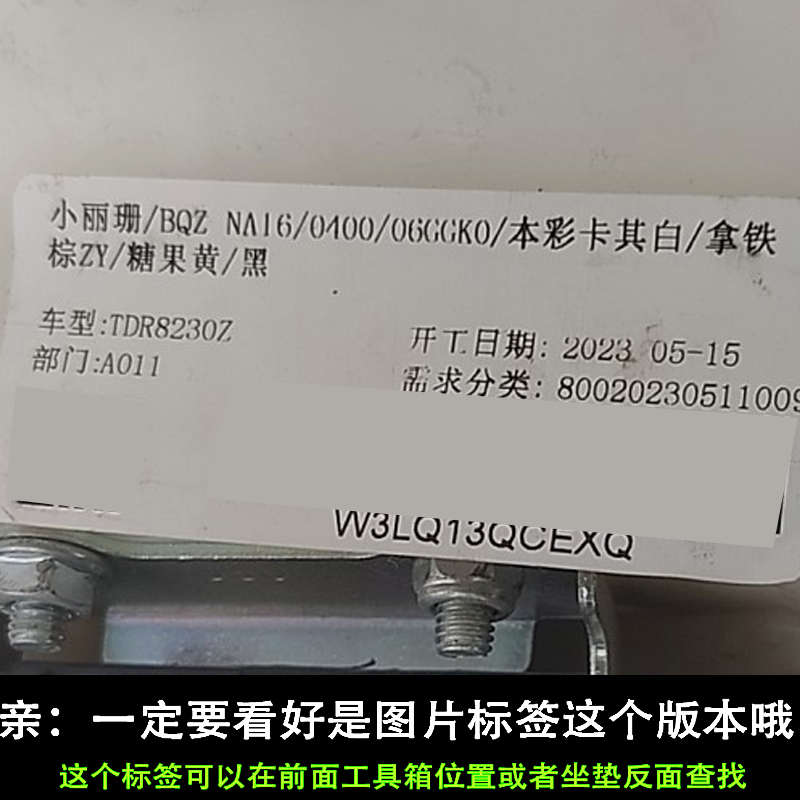 小丽珊/BQZ NA16/0400/06GGK0/本彩卡其白/拿铁
棕ZY/糖果黄/黑
车型:TDR8230Z
开工日期: 2023 05-15
部门:A011
需求分类: 80020230511009
W3LQ13QCEXQ
亲：一定要看好是图片标签这个版本哦
这个标签可以在前面工具箱位置或者坐垫反面查找